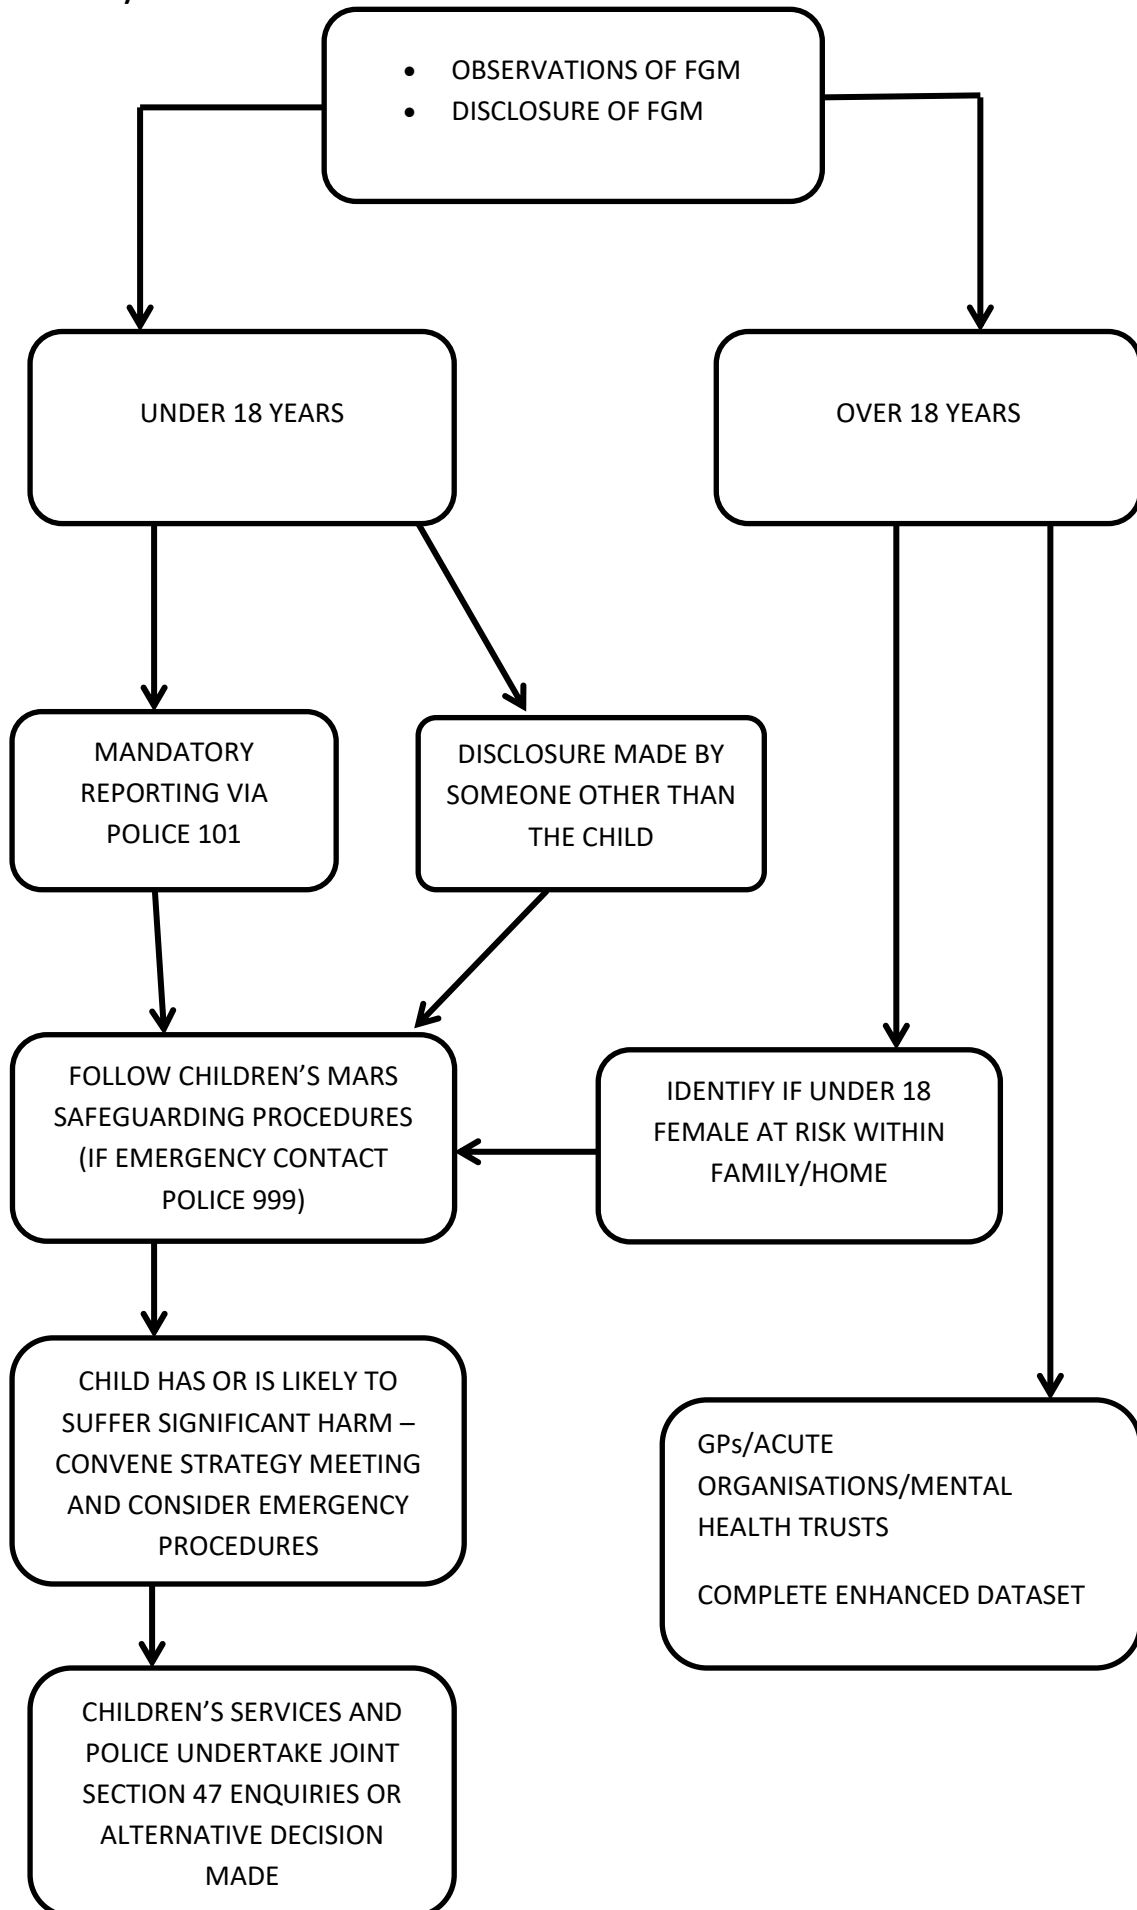 • OBSERVATIONS OF FGM
• DISCLOSURE OF FGM
UNDER 18 YEARS
OVER 18 YEARS
MANDATORY
REPORTING VIA
POLICE 101
DISCLOSURE MADE BY
SOMEONE OTHER THAN
THE CHILD
FOLLOW CHILDREN’S MARS
SAFEGUARDING PROCEDURES
(IF EMERGENCY CONTACT
POLICE 999)
IDENTIFY IF UNDER 18
FEMALE AT RISK WITHIN
FAMILY/HOME
CHILD HAS OR IS LIKELY TO
SUFFER SIGNIFICANT HARM –
CONVENE STRATEGY MEETING
AND CONSIDER EMERGENCY
PROCEDURES
GPs/ACUTE
ORGANISATIONS/MENTAL
HEALTH TRUSTS
COMPLETE ENHANCED DATASET
CHILDREN’S SERVICES AND
POLICE UNDERTAKE JOINT
SECTION 47 ENQUIRIES OR
ALTERNATIVE DECISION
MADE